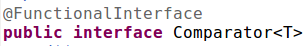 @FunctionalInterface
public interface Comparator<T>